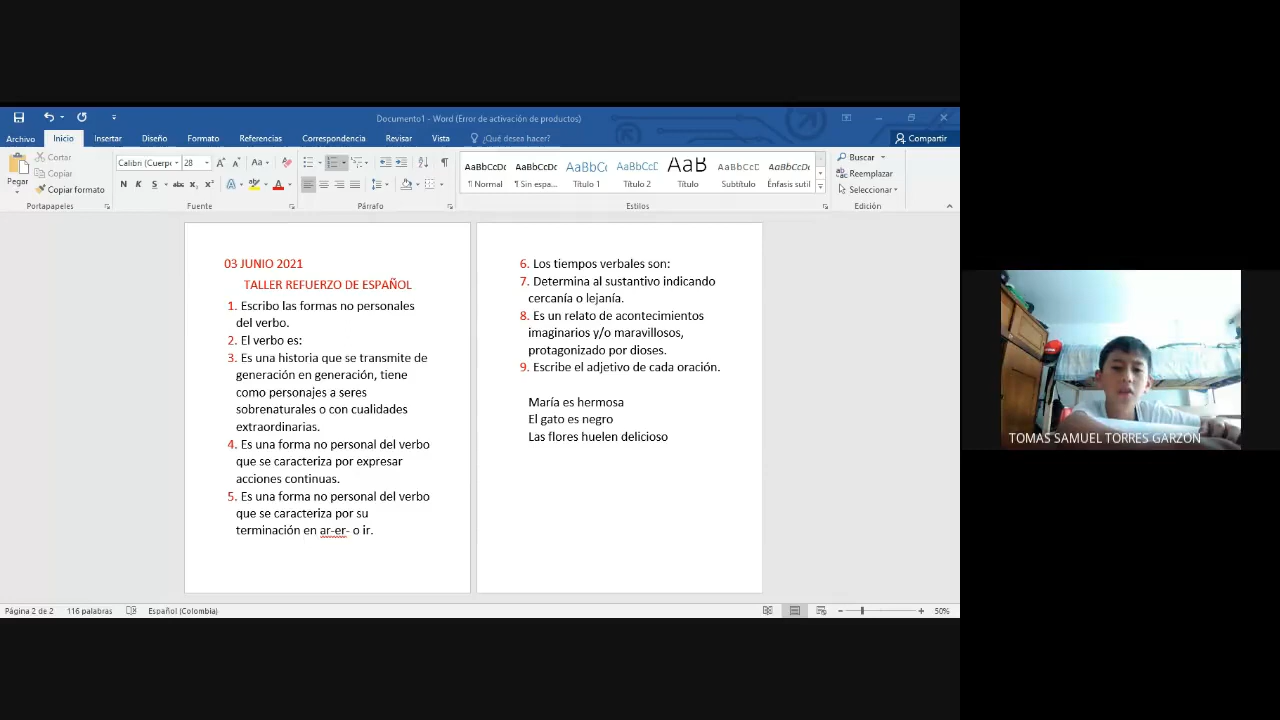 Documento1 - Word (Error de activación de productos)
Archivo Inicio Insertar Diseño Formato Referencias Correspondencia Revisar Vista ¿Qué desea hacer? Compartir
Pegar
Cortar
Copiar
Copiar formato
Portapapeles
Calibri (Cuerp 28
Fuente
Párrafo
AaBbCcDc AaBbCcDc AaBbCc AaBbCcD AaB AaBbCcD AaBbCcDc
¶ Normal ¶ Sin espa... Título 1 Título 2 Título Subtítulo Énfasis sutil
Estilos
Buscar
Reemplazar
Seleccionar
Edición
03 JUNIO 2021
TALLER REFUERZO DE ESPAÑOL
1. Escribo las formas no personales
del verbo.
2. El verbo es:
3. Es una historia que se transmite de
generación en generación, tiene
como personajes a seres
sobrenaturales o con cualidades
extraordinarias.
4. Es una forma no personal del verbo
que se caracteriza por expresar
acciones continuas.
5. Es una forma no personal del verbo
que se caracteriza por su
terminación en ar-er- o ir.
6. Los tiempos verbales son:
7. Determina al sustantivo indicando
cercanía o lejanía.
8. Es un relato de acontecimientos
imaginarios y/o maravillosos,
protagonizado por dioses.
9. Escribe el adjetivo de cada oración.
María es hermosa
El gato es negro
Las flores huelen delicioso
Página 2 de 2 116 palabras Español (Colombia) 50%
TOMAS SAMUEL TORRES GARZÓN